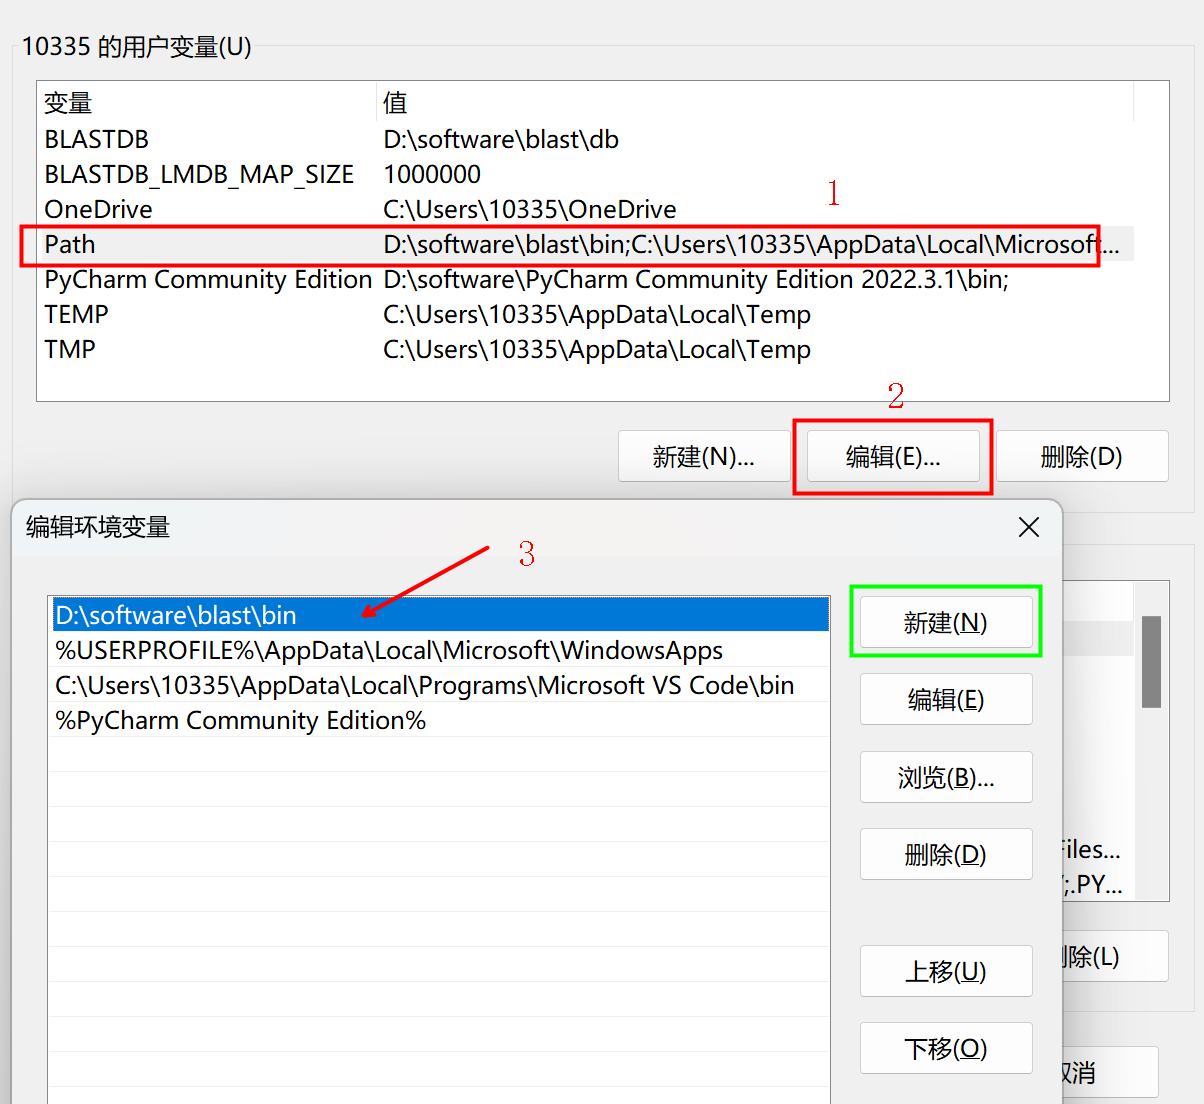 10335 的用户变量(U)
变量 值
BLASTDB D:\software\blast\db
BLASTDB_LMDB_MAP_SIZE 1000000
OneDrive C:\Users\10335\OneDrive
1
Path D:\software\blast\bin;C:\Users\10335\AppData\Local\Microsoft...
PyCharm Community Edition D:\software\PyCharm Community Edition 2022.3.1\bin;
TEMP C:\Users\10335\AppData\Local\Temp
TMP C:\Users\10335\AppData\Local\Temp
2
新建(N)... 编辑(E)... 删除(D)
编辑环境变量
3
D:\software\blast\bin
%USERPROFILE%\AppData\Local\Microsoft\WindowsApps
C:\Users\10335\AppData\Local\Programs\Microsoft VS Code\bin
%PyCharm Community Edition%
新建(N)
编辑(E)
浏览(B)...
删除(D)
上移(U)
下移(O)
iles...
;.PY...
除(L)
消